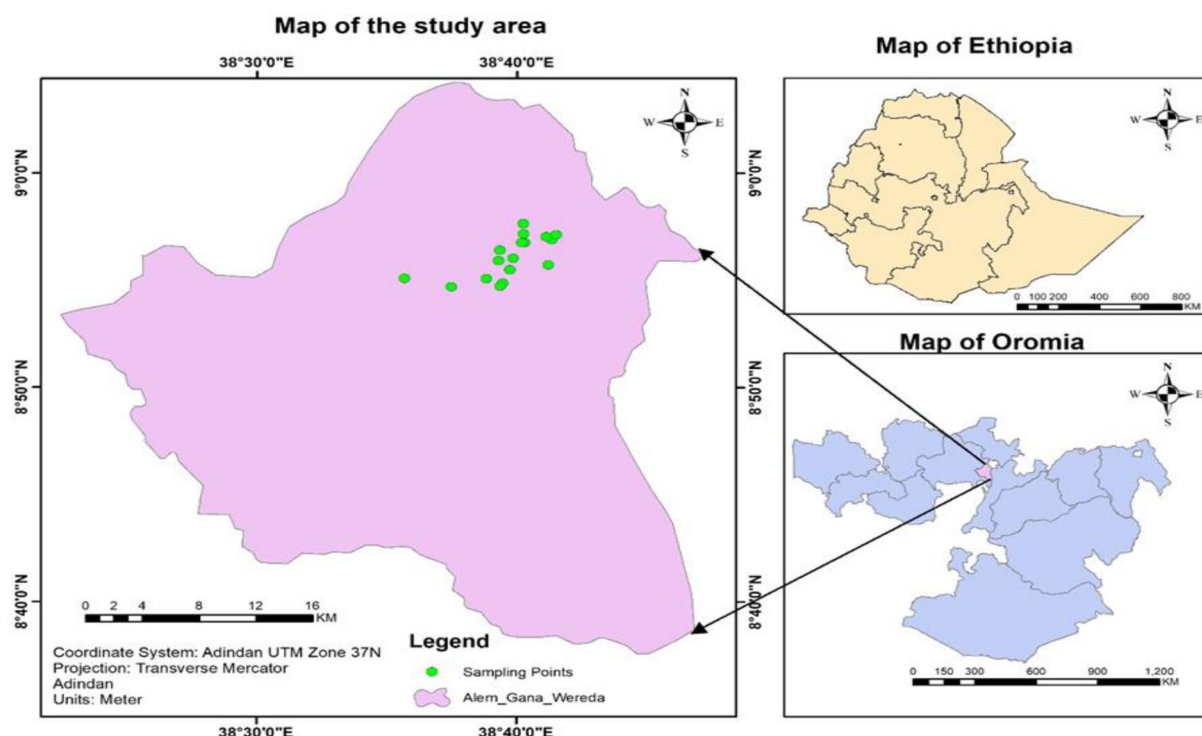 Map of the study area
38°30'0"E
38°40'0"E
N
W
E
S
9°0'0"N
9°0'0"N
8°50'0"N
8°50'0"N
8°40'0"N
8°40'0"N
0 2 4 8 12 16
KM
Coordinate System: Adindan UTM Zone 37N
Projection: Transverse Mercator
Adindan
Units: Meter
Legend
Sampling Points
Alem_Gana_Wereda
38°30'0"E
38°40'0"E
Map of Ethiopia
N
W
E
S
0 100 200 400 600 800
KM
Map of Oromia
N
W
E
S
0 150 300 600 900 1,200
KM